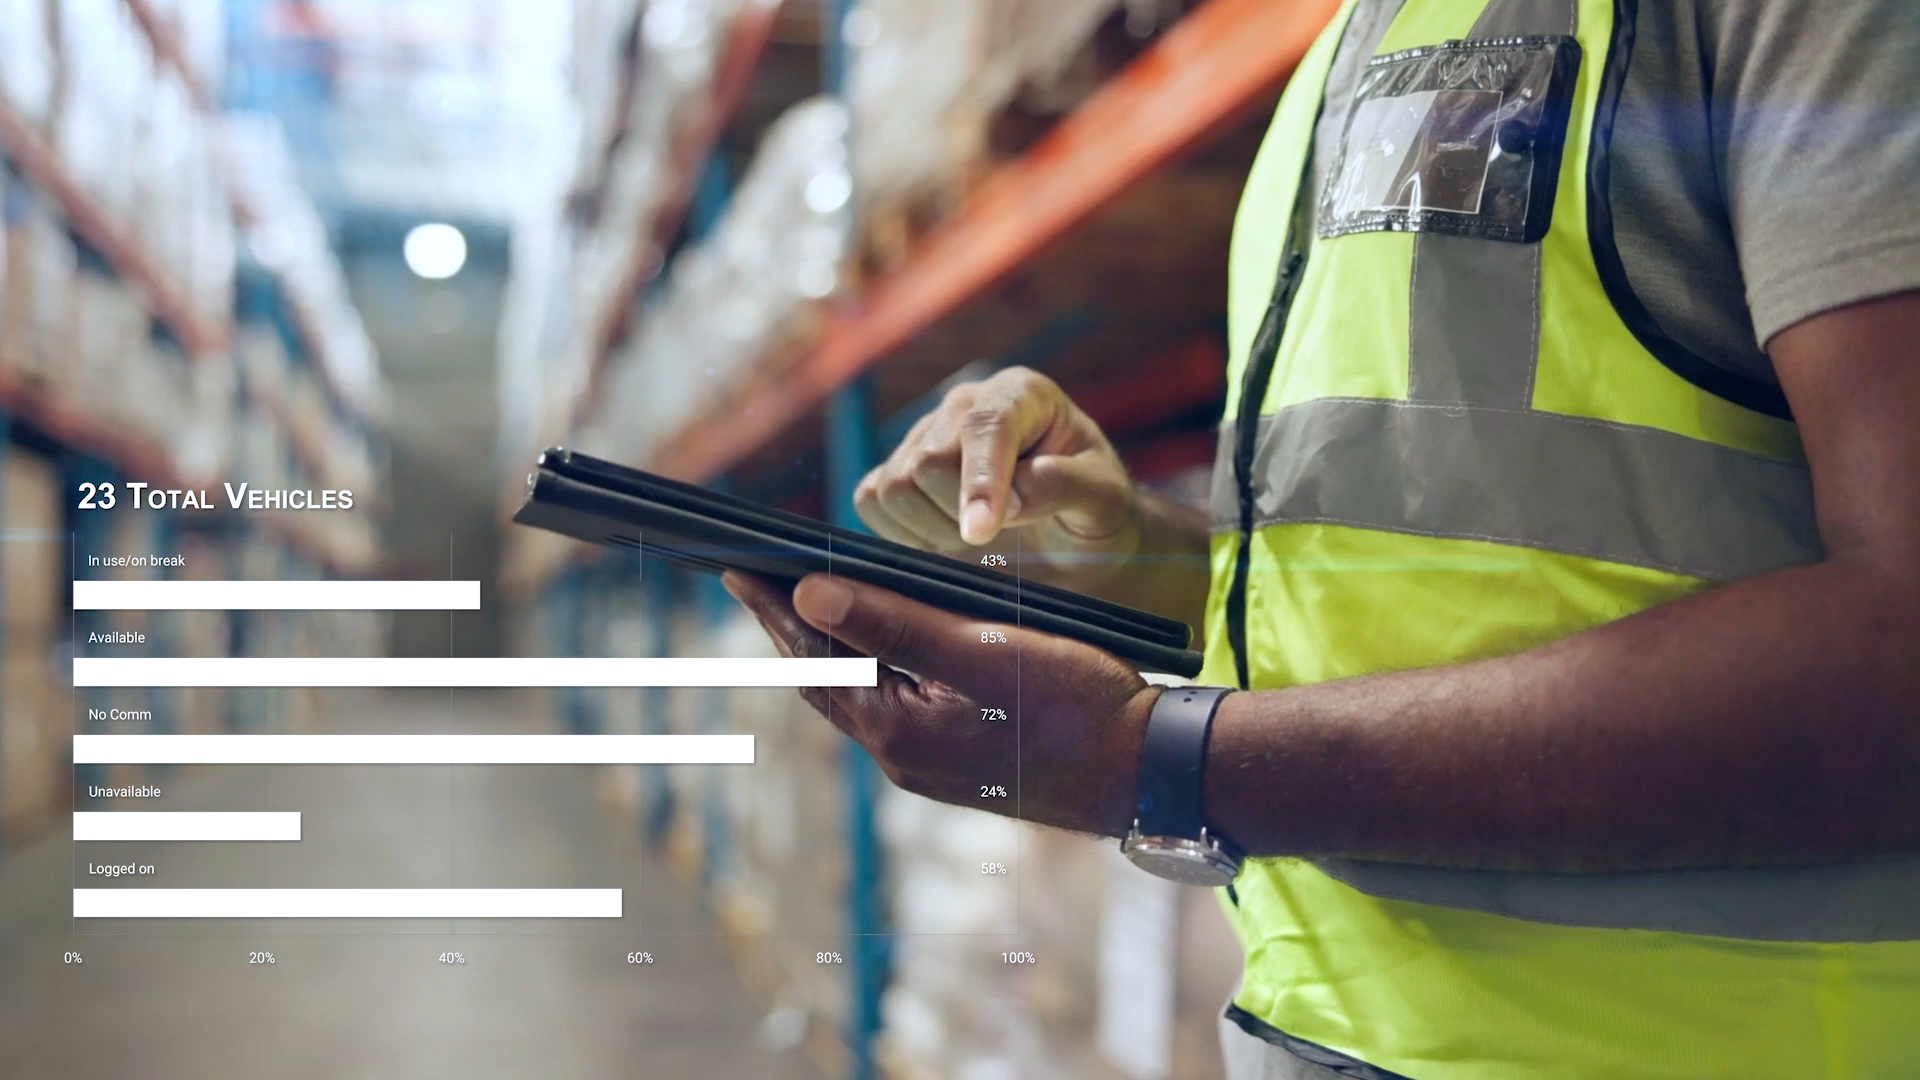 23 Total Vehicles
In use/on break 43%
Available 85%
No Comm 72%
Unavailable 24%
Logged on 58%
0% 20% 40% 60% 80% 100%